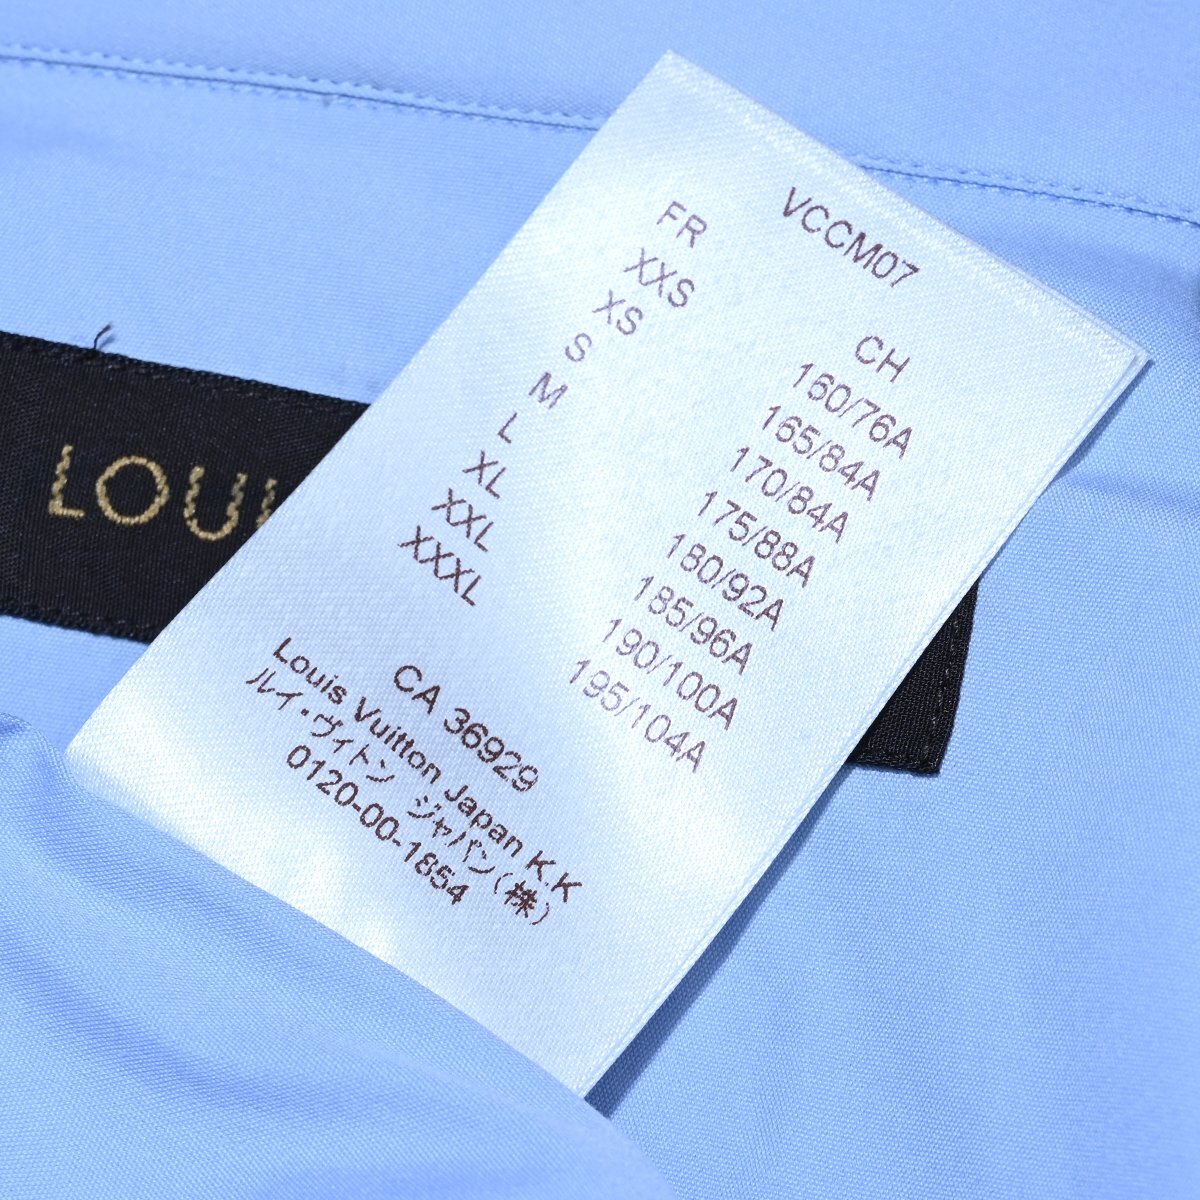 VCCM07
FR CH
XXS 160/76A
XS 165/84A
S 170/84A
M 175/88A
L 180/92A
XL 185/96A
XXL 190/100A
XXXL 195/104A
CA 36929
Louis Vuitton Japan K.K
ルイ・ヴィトン ジャパン(株)
0120-00-1854
LOUI